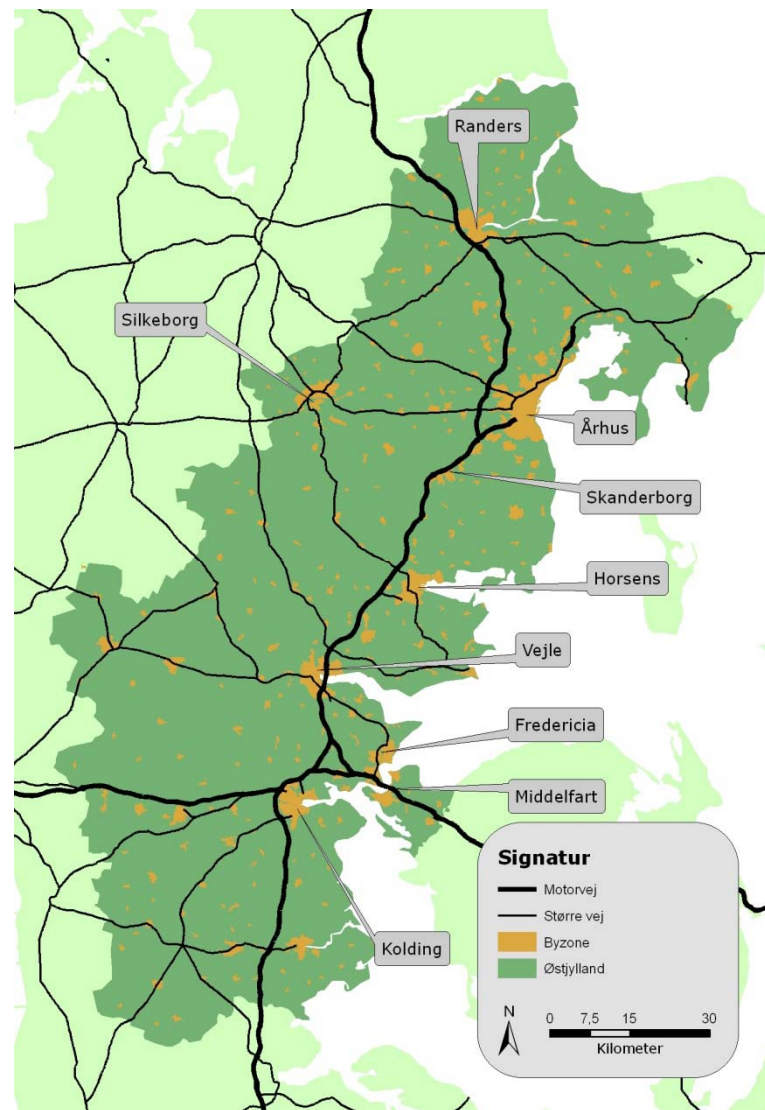 Randers
Silkeborg
Århus
Skanderborg
Horsens
Vejle
Fredericia
Middelfart
Kolding
Signatur
Motorvej
Større vej
Byzone
Østjylland
N
0 7,5 15 30
Kilometer